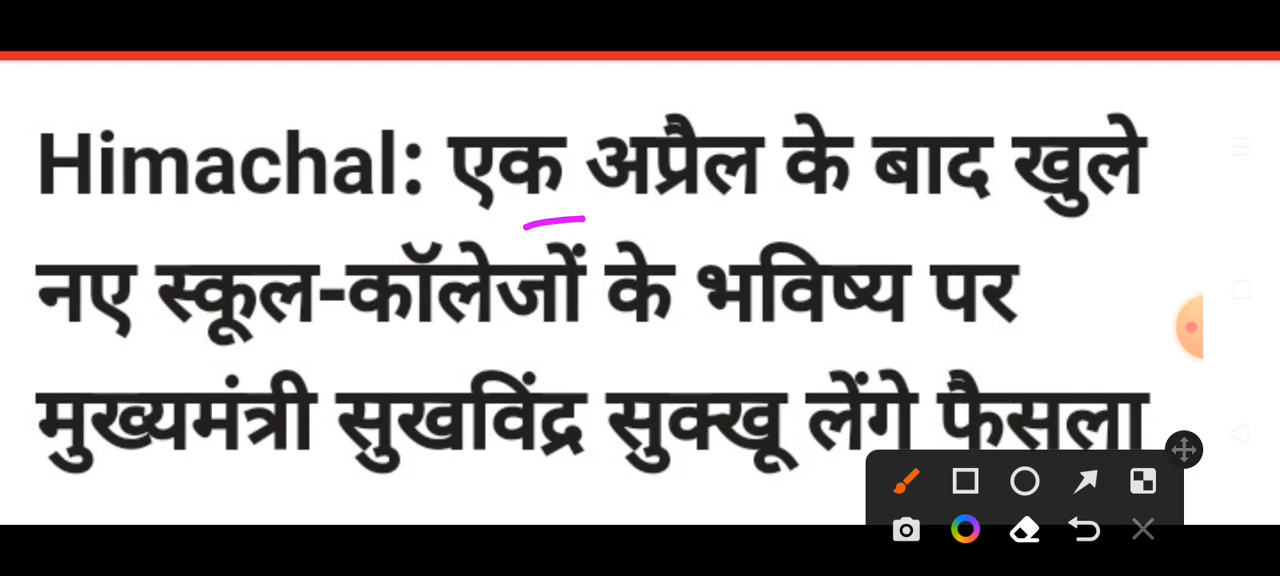 Himachal: एक अप्रैल के बाद खुले
नए स्कूल-कॉलेजों के भविष्य पर
मुख्यमंत्री सुखविंद्र सुक्खू लेंगे फैसला